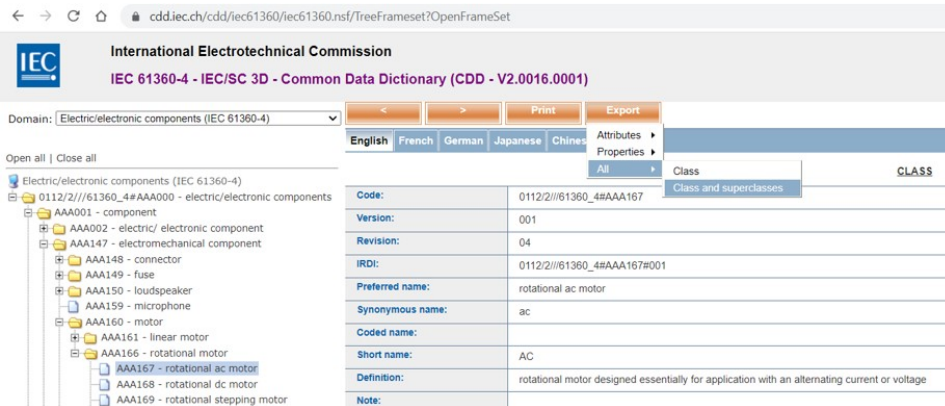 cdd.iec.ch/cdd/iec61360/iec61360.nsf/TreeFrameset?OpenFrameSet
IEC
International Electrotechnical Commission
IEC 61360-4 - IEC/SC 3D - Common Data Dictionary (CDD - V2.0016.0001)
Domain: Electric/electronic components (IEC 61360-4)
Open all | Close all
Electric/electronic components (IEC 61360-4)
0112/2///61360_4#AAA000 - electric/electronic components
AAA001 - component
AAA002 - electric/ electronic component
AAA147 - electromechanical component
AAA148 - connector
AAA149 - fuse
AAA150 - loudspeaker
AAA159 - microphone
AAA160 - motor
AAA161 - linear motor
AAA166 - rotational motor
AAA167 - rotational ac motor
AAA168 - rotational dc motor
AAA169 - rotational stepping motor
< > Print Export
English French German Japanese Chines
Attributes
Properties
All
Class
Class and superclasses
CLASS
Code: 0112/2///61360_4#AAA167
Version: 001
Revision: 04
IRDI: 0112/2///61360_4#AAA167#001
Preferred name: rotational ac motor
Synonymous name: ac
Coded name:
Short name: AC
Definition: rotational motor designed essentially for application with an alternating current or voltage
Note: